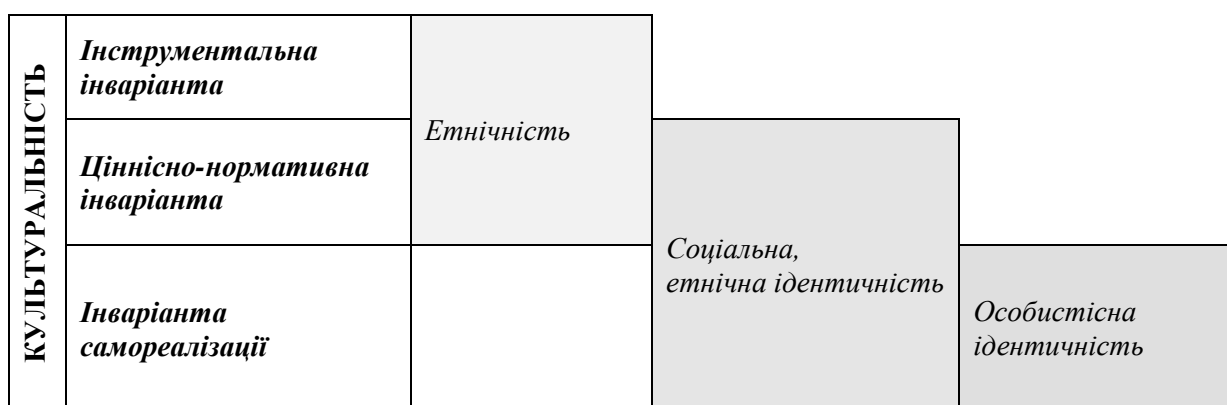 КУЛЬТУРАЛЬНІСТЬ
Інструментальна
інваріанта
Ціннісно-нормативна
інваріанта
Інваріанта
самореалізації
Етнічність
Соціальна,
етнічна ідентичність
Особистісна
ідентичність